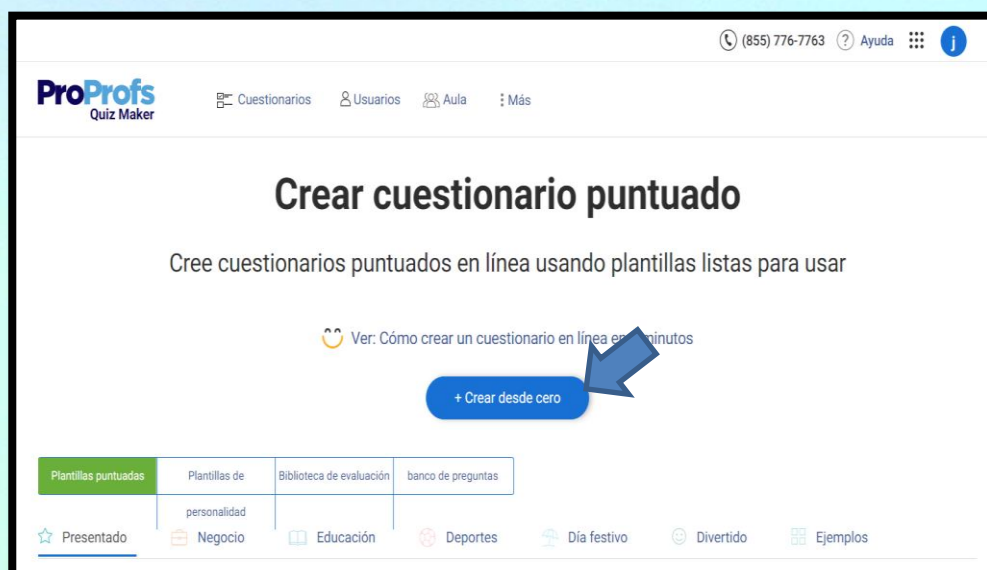 (855) 776-7763 ? Ayuda j
ProProfs
Quiz Maker
Cuestionarios Usuarios Aula Más
Crear cuestionario puntuado
Cree cuestionarios puntuados en línea usando plantillas listas para usar
Ver: Cómo crear un cuestionario en línea en minutos
+ Crear desde cero
Plantillas puntuadas Plantillas de Biblioteca de evaluación banco de preguntas
personalidad
Presentado Negocio Educación Deportes Día festivo Divertido Ejemplos